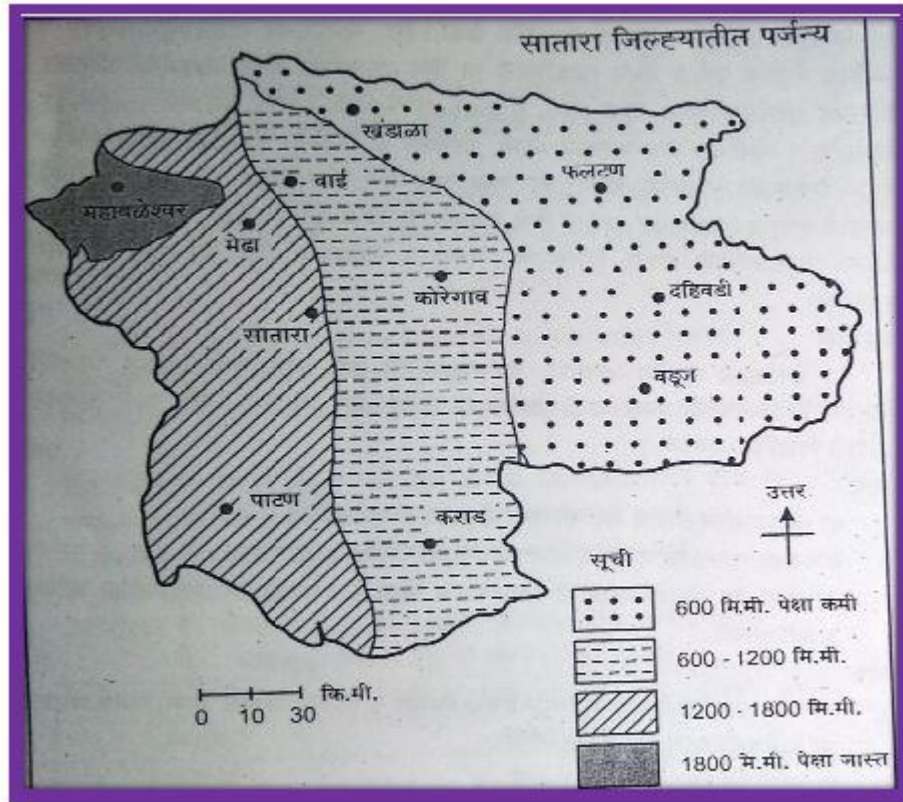 सातारा जिल्ह्यातीत पर्जन्य
खंडाळा
वाई
फलटण
महाबळेश्वर
मेढा
कोरेगाव
दहिवडी
सातारा
वडूज
पाटण
कराड
उत्तर
सूची
600 मि.मी. पेक्षा कमी
600 - 1200 मि.मी.
1200 - 1800 मि.मी.
1800 मि.मी. पेक्षा जास्त
कि.मी.
0 10 30